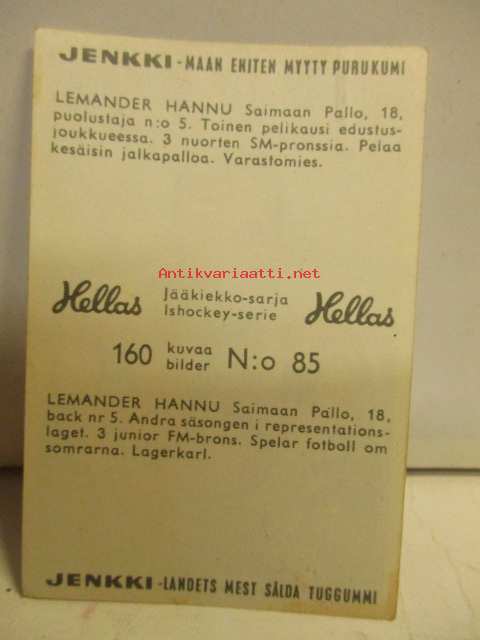 JENKKI-MAAN ENITEN MYYTY PURUKUMI
LEMANDER HANNU Saimaan Pallo, 18,
puolustaja n:o 5. Toinen pelikausi edustus-
joukkueessa. 3 nuorten SM-pronssia. Pelaa
kesäisin jalkapalloa. Varastomies.
Antikvariaatti.net
Hellas Jääkiekko-sarja Hellas
Ishockey-serie
160 kuvaa N:o 85
bilder
LEMANDER HANNU Saimaan Pallo, 18,
back nr 5. Andra säsongen i representations-
laget. 3 junior FM-brons. Spelar fotboll om
somrarna. Lagerkarl.
JENKKI-LANDETS MEST SÅLDA TUGGUMMI